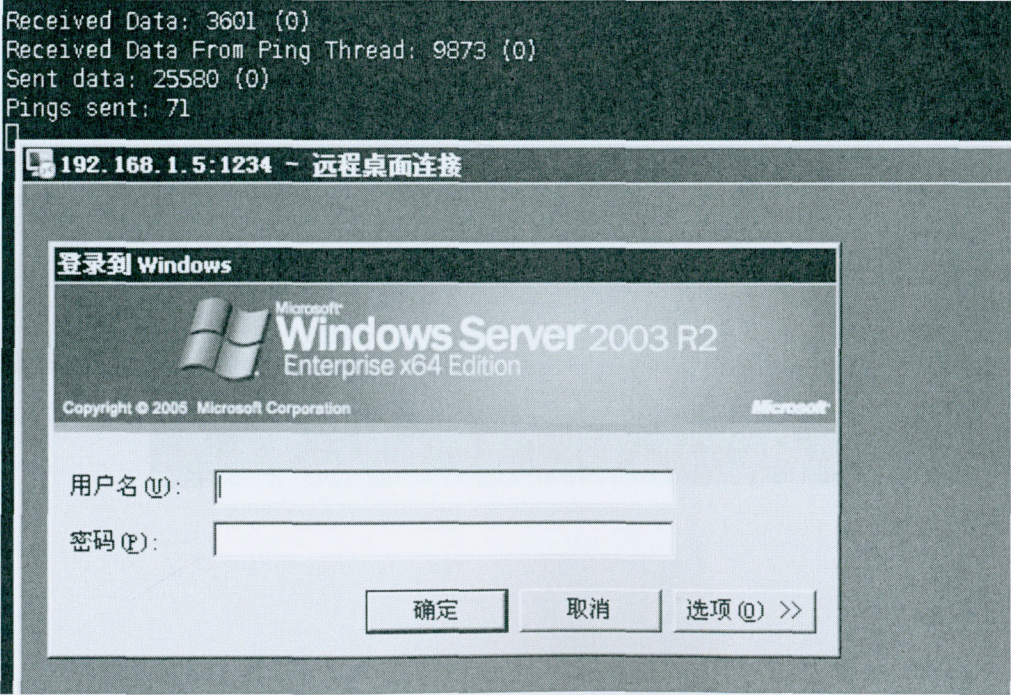 Received Data: 3601 (0)
Received Data From Ping Thread: 9873 (0)
Sent data: 25580 (0)
Pings sent: 71
192.168.1.5:1234 - 远程桌面连接
登录到 Windows
Microsoft
Windows Server 2003 R2
Enterprise x64 Edition
Copyright © 2005 Microsoft Corporation
Microsoft
用户名(U):
密码(P):
确定
取消
选项(O) >>